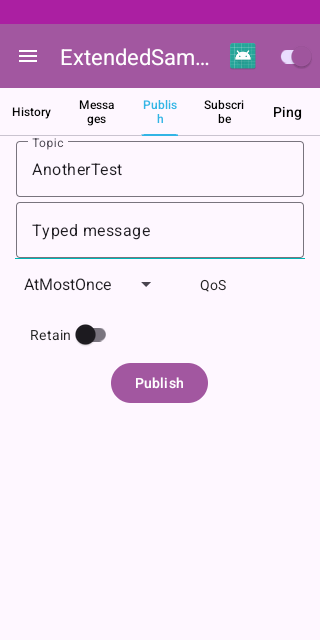 ExtendedSam…
History
Messa
ges
Publis
h
Subscri
be
Ping
Topic
AnotherTest
Typed message
AtMostOnce
QoS
Retain
Publish